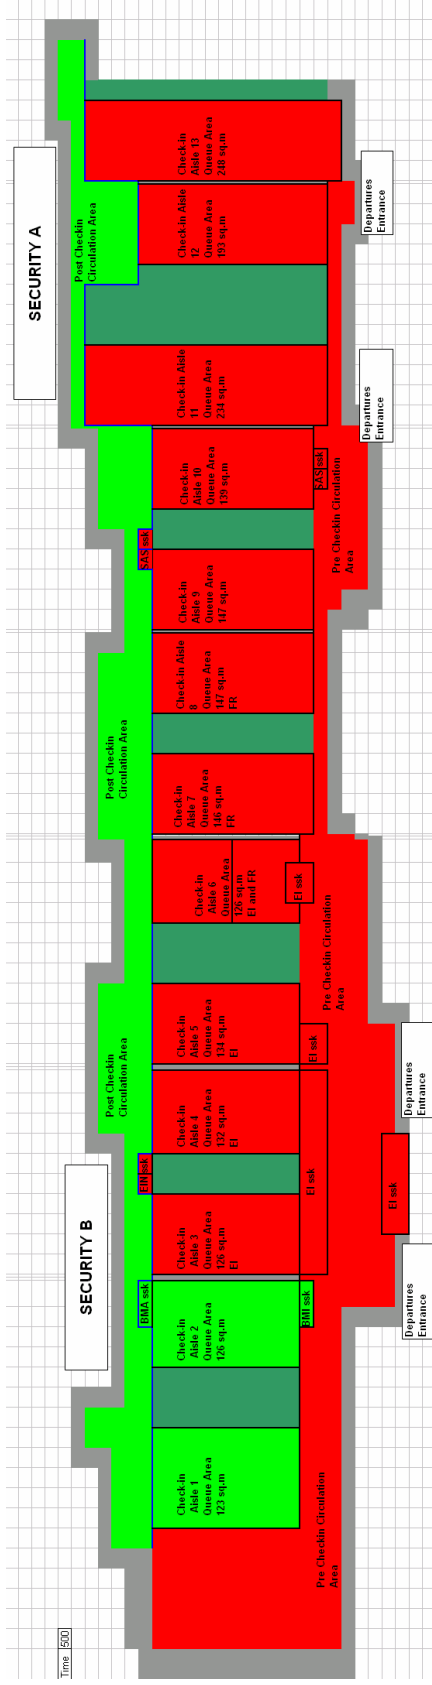 Time 500
SECURITY B
SECURITY A
Post Checkin
Circulation Area
Post Checkin
Circulation Area
Post Checkin
Circulation Area
BMA ssk
EIN ssk
SAS ssk
Check-in
Aisle 1
Queue Area
123 sq.m
Check-in
Aisle 2
Queue Area
126 sq.m
Check-in
Aisle 3
Queue Area
126 sq.m
EI
Check-in
Aisle 4
Queue Area
132 sq.m
EI
Check-in
Aisle 5
Queue Area
134 sq.m
EI
Check-in
Aisle 6
Queue Area
126 sq.m
EI and FR
Check-in
Aisle 7
Queue Area
146 sq.m
FR
Check-in Aisle
8
Queue Area
147 sq.m
FR
Check-in
Aisle 9
Queue Area
147 sq.m
Check-in
Aisle 10
Queue Area
139 sq.m
Check-in Aisle
11
Queue Area
234 sq.m
Check-in Aisle
12
Queue Area
193 sq.m
Check-in
Aisle 13
Queue Area
248 sq.m
BMI ssk
EI ssk
EI ssk
EI ssk
SAS ssk
Pre Checkin Circulation
Area
Pre Checkin Circulation
Area
Pre Checkin Circulation
Area
EI ssk
Departures
Entrance
Departures
Entrance
Departures
Entrance
Departures
Entrance